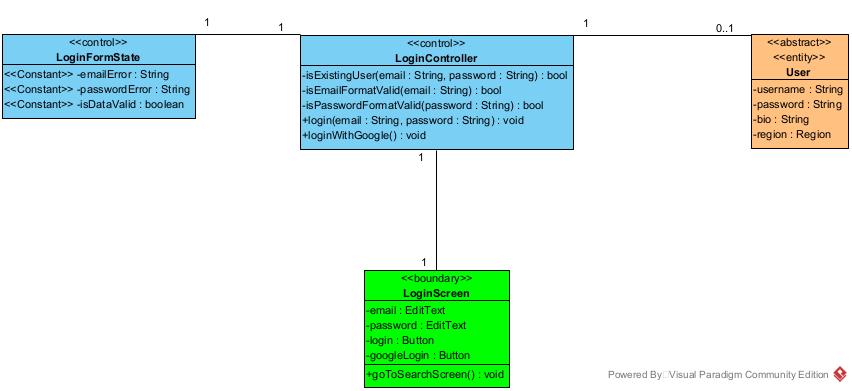 1
1
1
0..1
<<control>>
LoginFormState
<<Constant>> -emailError : String
<<Constant>> -passwordError : String
<<Constant>> -isDataValid : boolean
<<control>>
LoginController
-isExistingUser(email : String, password : String) : bool
-isEmailFormatValid(email : String) : bool
-isPasswordFormatValid(password : String) : bool
+login(email : String, password : String) : void
+loginWithGoogle() : void
<<abstract>>
<<entity>>
User
-username : String
-password : String
-bio : String
-region : Region
1
1
<<boundary>>
LoginScreen
-email : EditText
-password : EditText
-login : Button
-googleLogin : Button
+goToSearchScreen() : void
Powered By□Visual Paradigm Community Edition